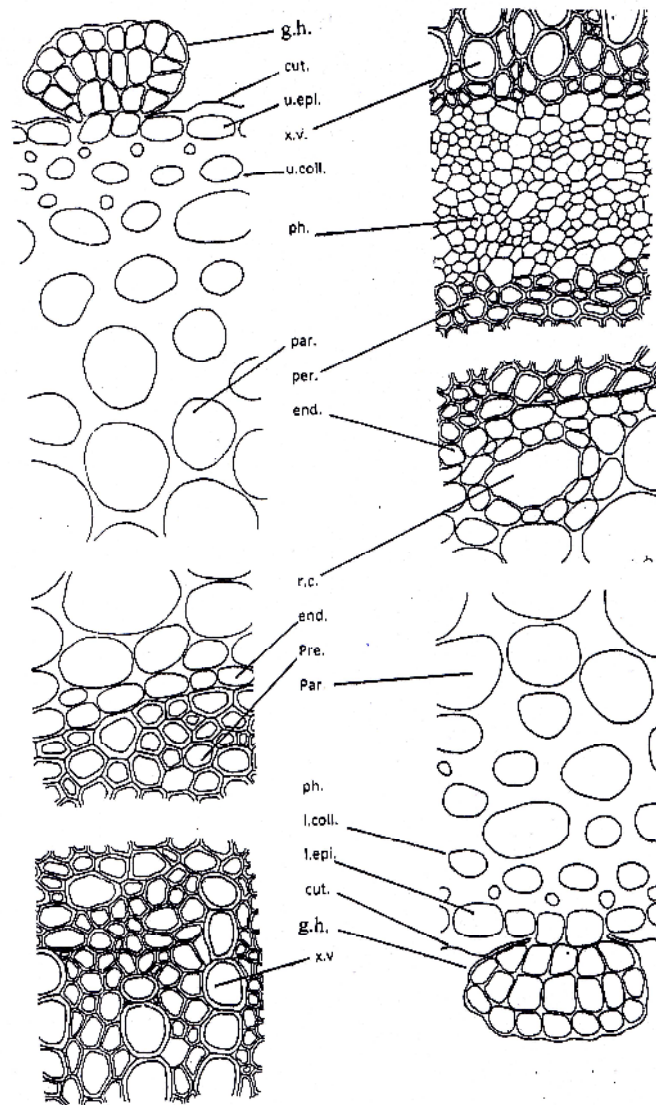 g.h.
cut.
u.epi.
x.v.
u.coll.
ph.
par.
per.
end.
r.c.
end.
Pre.
Par.
ph.
l.coll.
l.epi.
cut.
g.h.
x.v